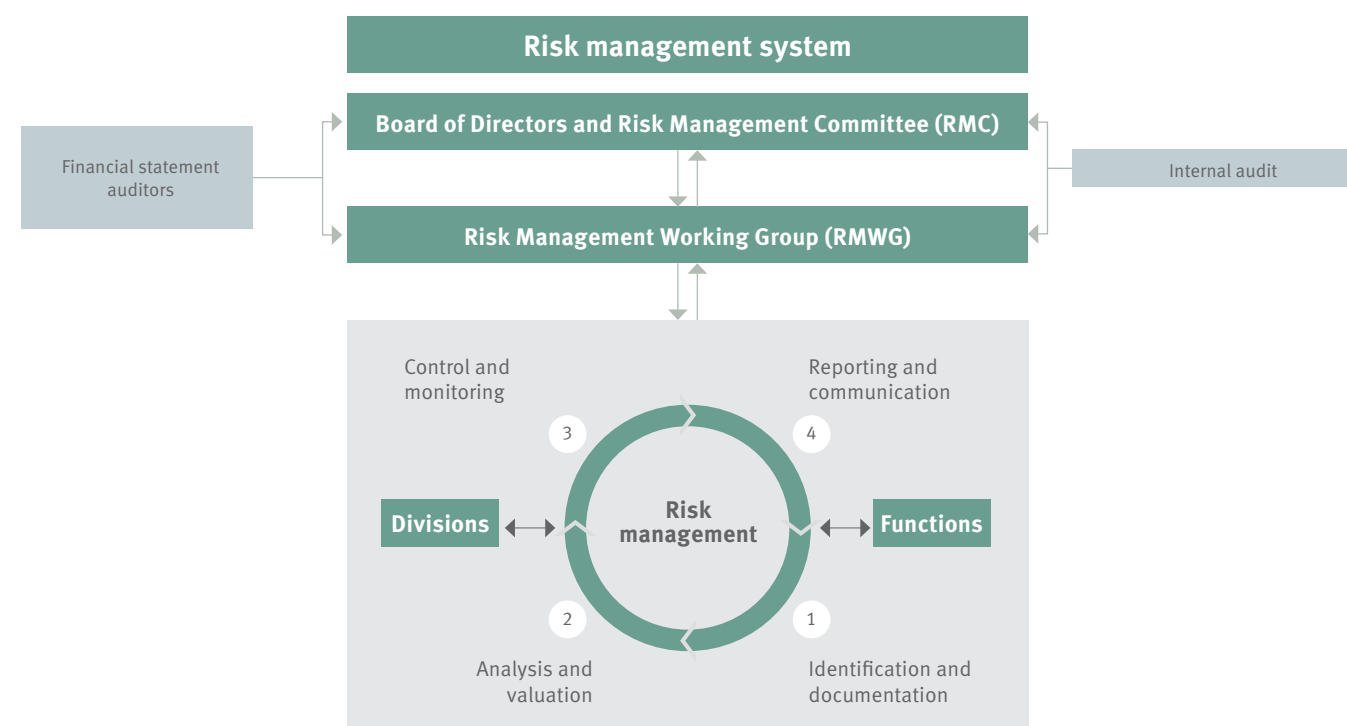 Risk management system
Board of Directors and Risk Management Committee (RMC)
Financial statement
auditors
Internal audit
Risk Management Working Group (RMWG)
Control and
monitoring
Reporting and
communication
3
4
Divisions
Risk
management
Functions
2
1
Analysis and
valuation
Identification and
documentation